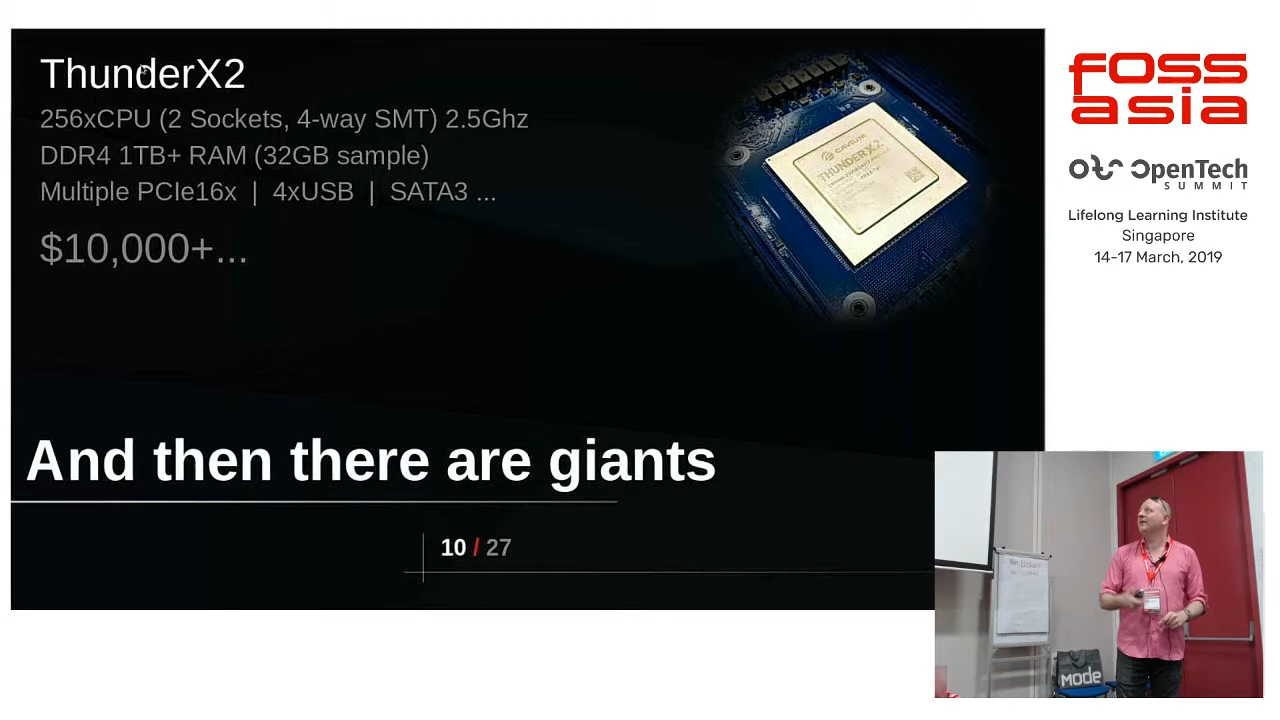 ThunderX2
256xCPU (2 Sockets, 4-way SMT) 2.5Ghz
DDR4 1TB+ RAM (32GB sample)
Multiple PCIe16x | 4xUSB | SATA3 ...
$10,000+...
CAVIUM
THUNDERX2
And then there are giants
10 / 27
fOSS
asia
OpenTech
SUMMIT
Lifelong Learning Institute
Singapore
14-17 March, 2019
MODE